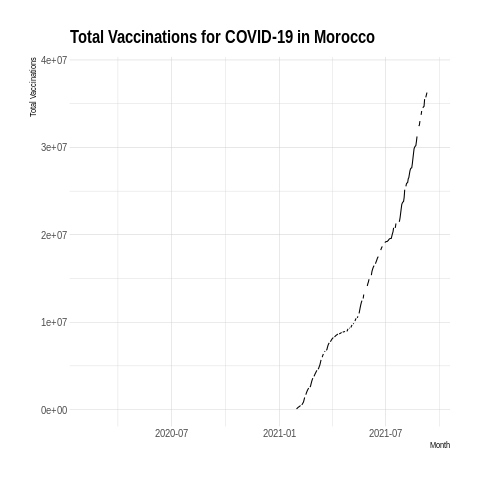 Total Vaccinations for COVID-19 in Morocco
Total Vaccinations
4e+07
3e+07
2e+07
1e+07
0e+00
2020-07 2021-01 2021-07
Month